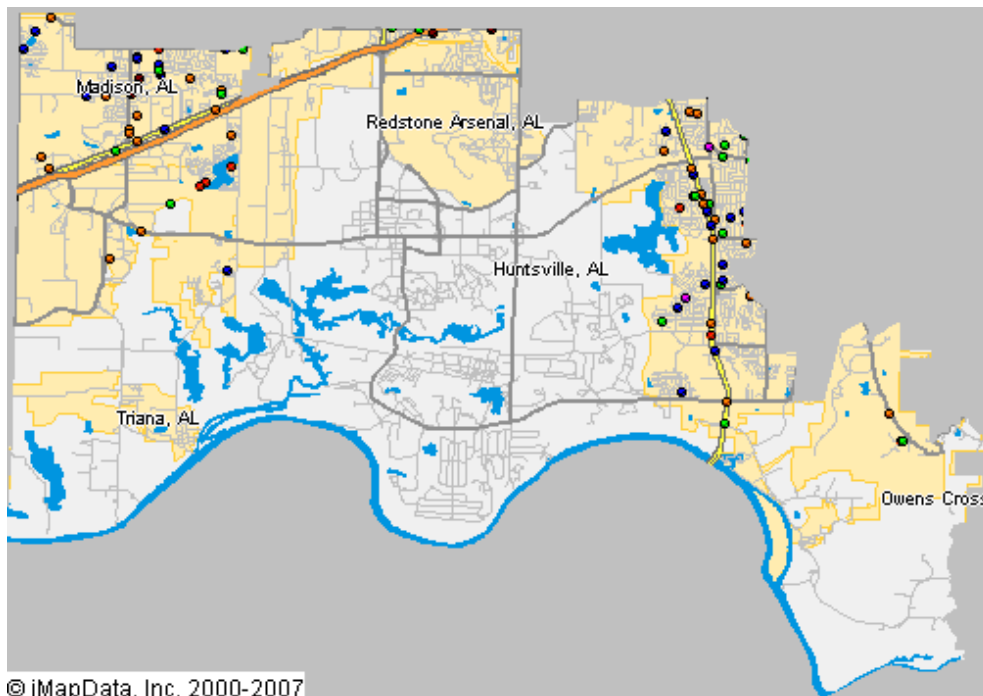 Madison, AL
Redstone Arsenal, AL
Huntsville, AL
Triana, AL
Owens Cross
© iMapData, Inc. 2000-2007